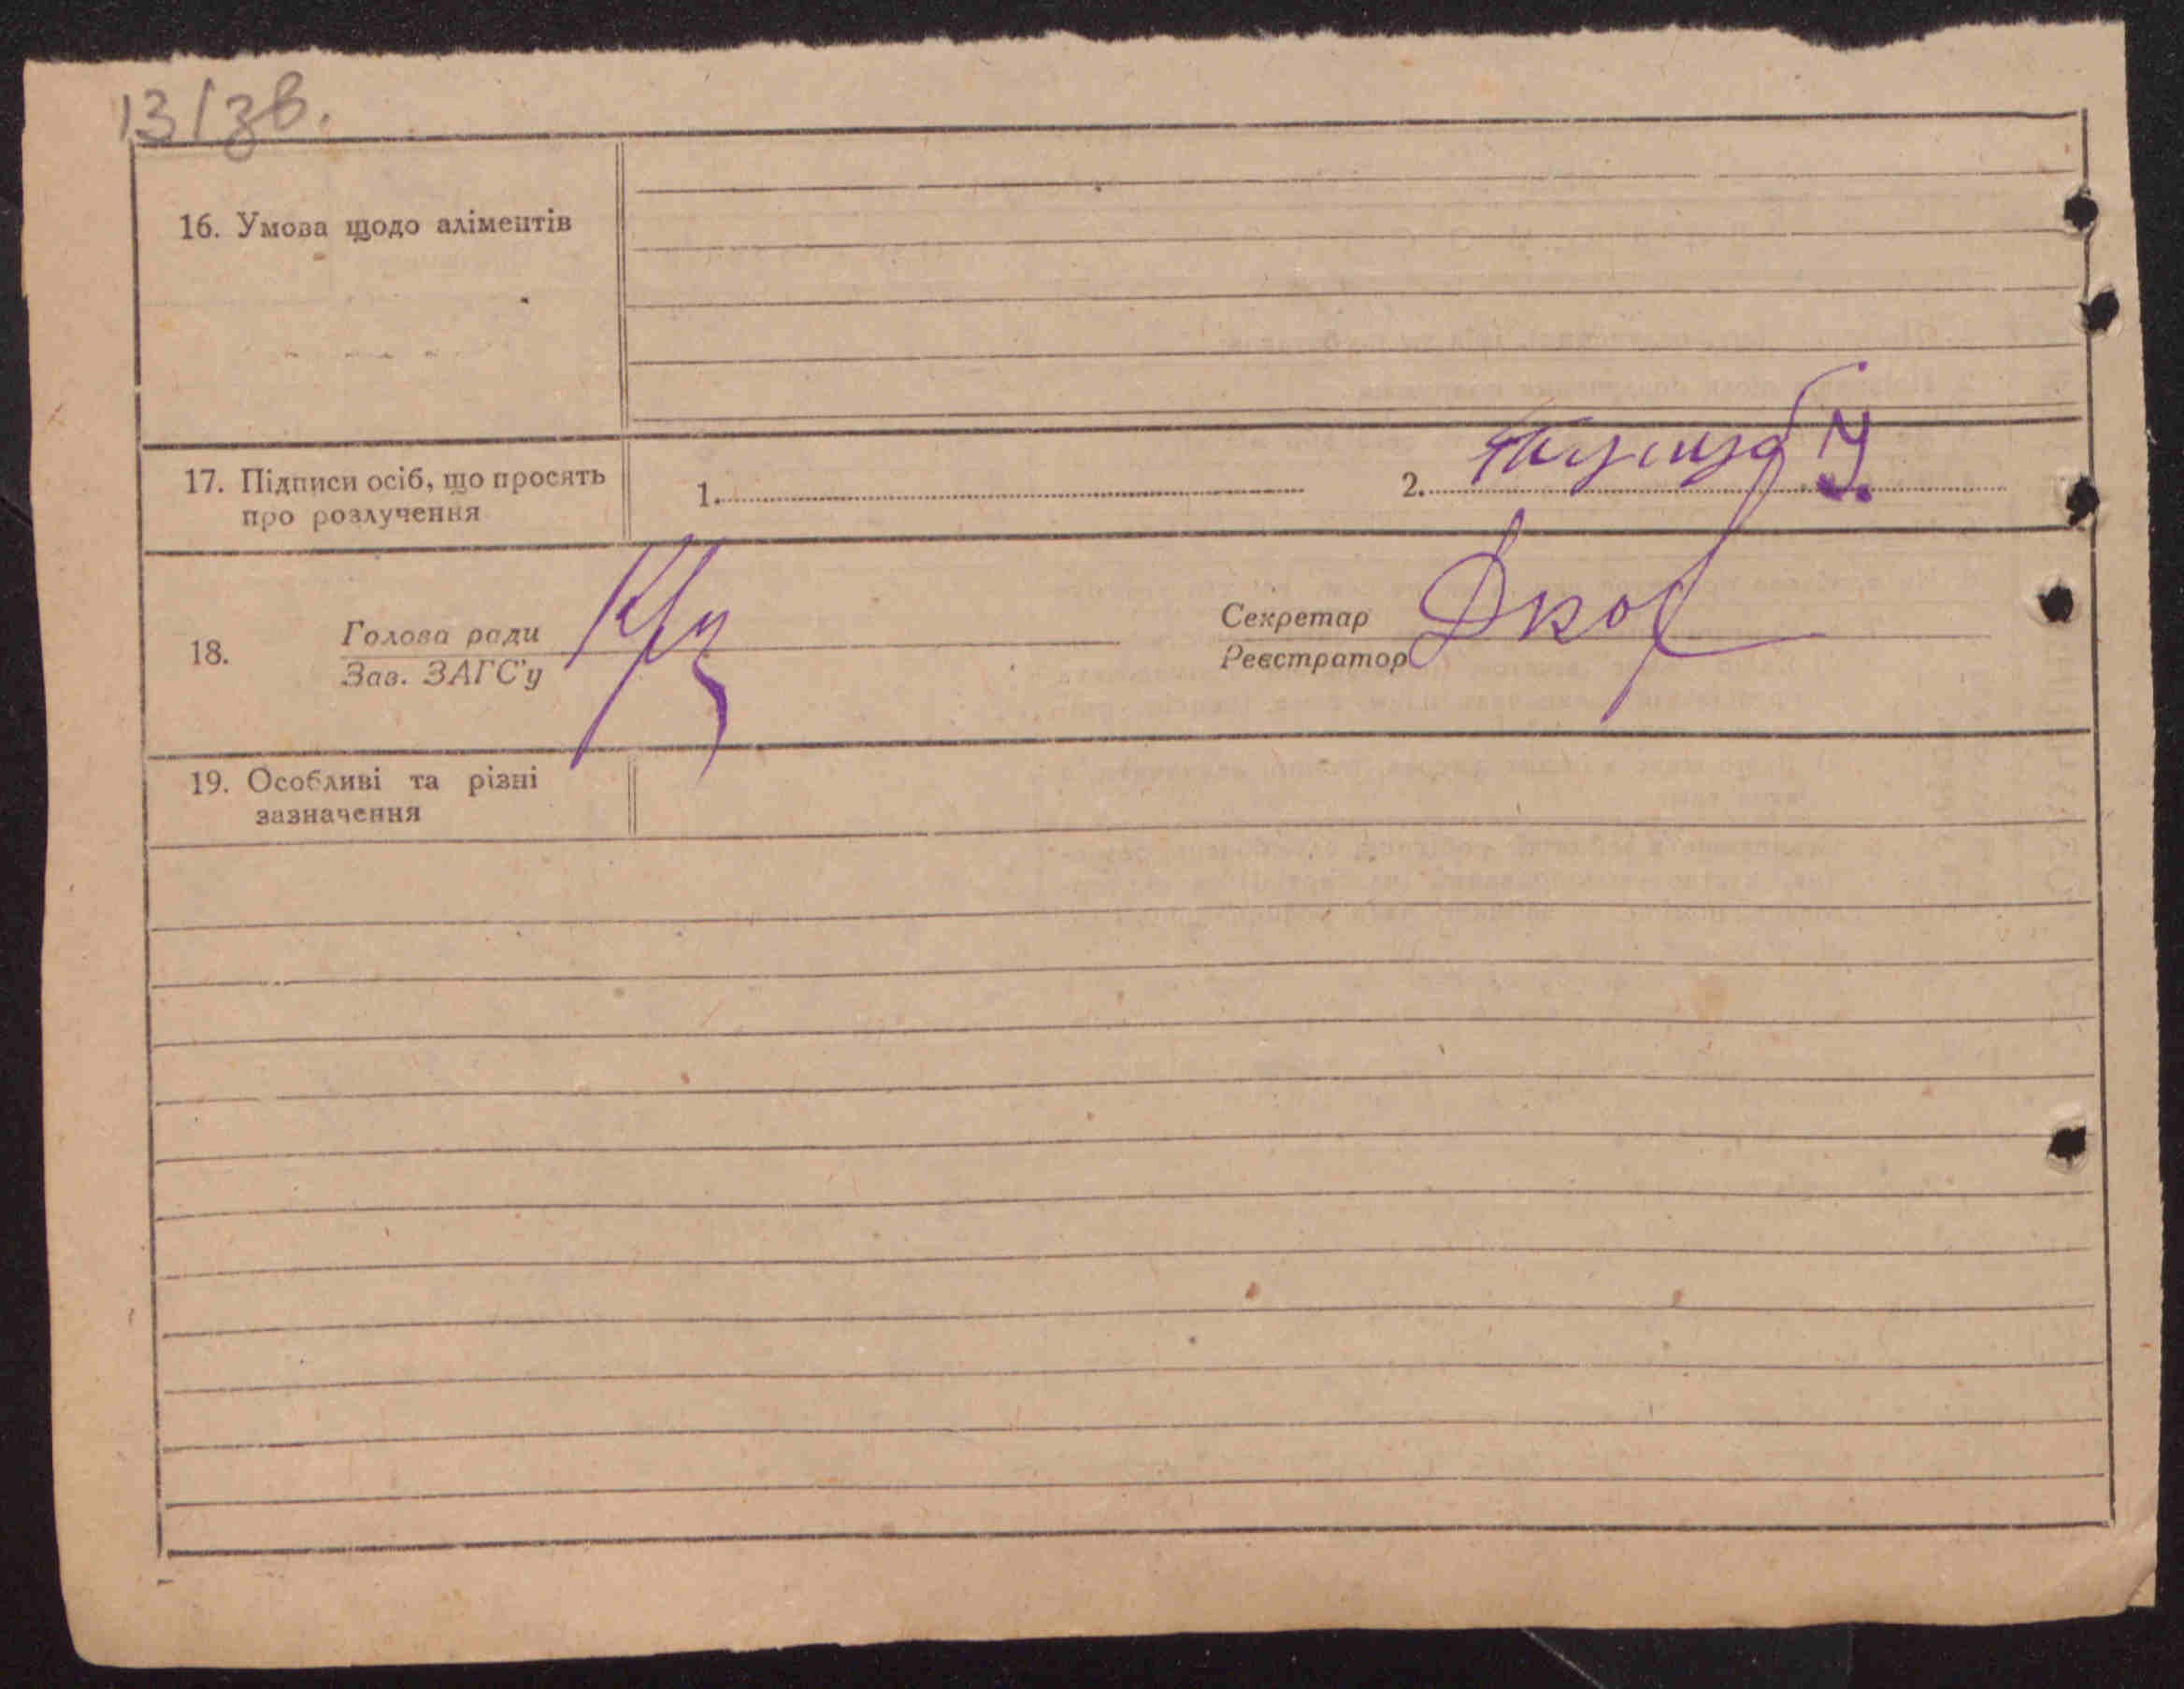 13/зв.
16. Умова щодо аліментів
17. Підписи осіб, що просять
про розлучення
1.
2.
18.
Голова ради
Зав. ЗАГС'у
Секретар
Реєстратор
19. Особливі та різні
зазначення